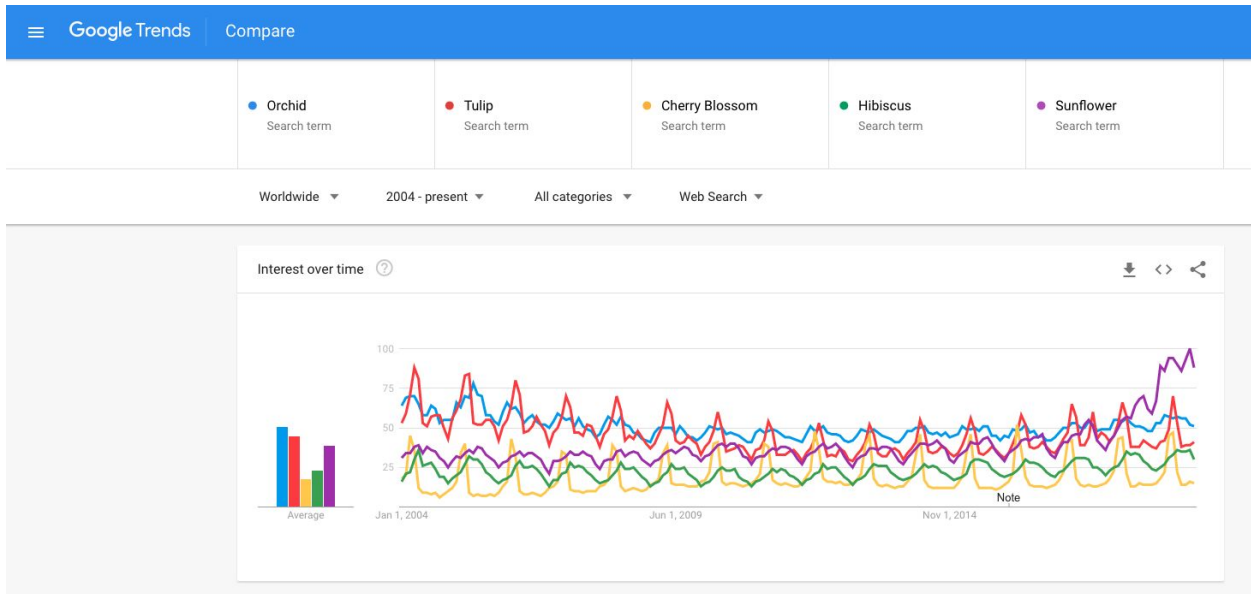 Google Trends Compare
Orchid
Search term
Tulip
Search term
Cherry Blossom
Search term
Hibiscus
Search term
Sunflower
Search term
Worldwide 2004 - present All categories Web Search
Interest over time ?
100
75
50
25
Note
Average
Jan 1, 2004 Jun 1, 2009 Nov 1, 2014